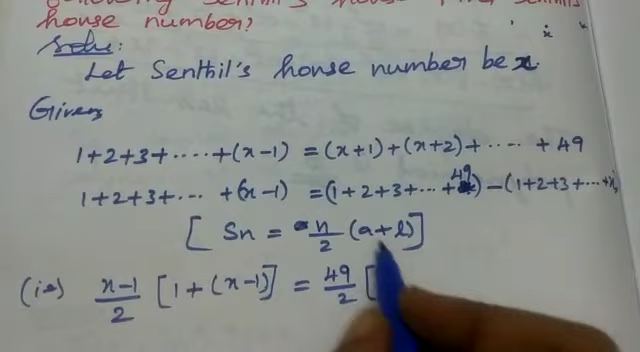 house number?
Solu:
Let Senthil's house number be x.
Given,
1+2+3+.....+(x-1) = (x+1)+(x+2)+.....+49
1+2+3+... +(x-1) = (1+2+3+...+49)-(1+2+3+...+x)
[ Sn = n/2 (a+l)]
(ie) x-1/2 [1+(x-1)] = 49/2 [